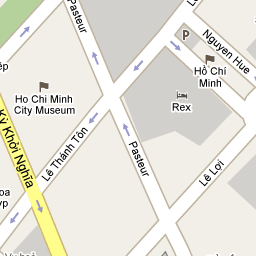 Pasteur
P
Nguyen Hue
Hồ Chí
Minh
Ho Chi Minh
City Museum
Rex
Kỳ Khởi Nghĩa
Lê Thánh Tôn
Pasteur
Lê Lợi